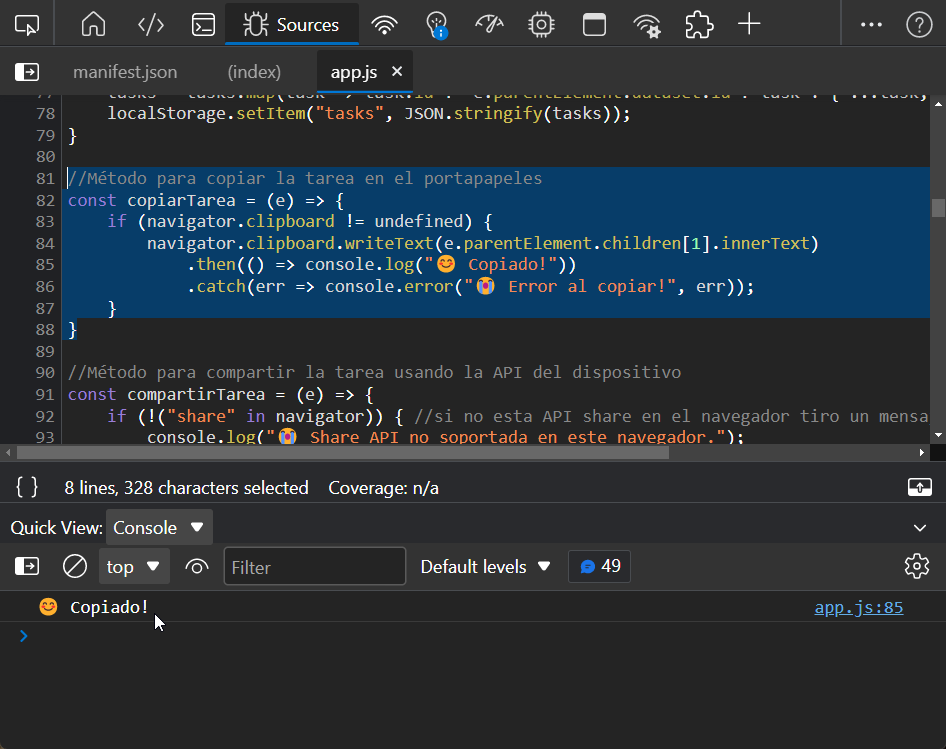 Sources
manifest.json (index) app.js ×
77 tasks = tasks.map(task => task.id !== e.parentElement.dataset.id ? task : { ...task,
78 localStorage.setItem("tasks", JSON.stringify(tasks));
79 }
80
81 //Método para copiar la tarea en el portapapeles
82 const copiarTarea = (e) => {
83 if (navigator.clipboard != undefined) {
84 navigator.clipboard.writeText(e.parentElement.children[1].innerText)
85 .then(() => console.log("😊 Copiado!"))
86 .catch(err => console.error("😭 Error al copiar!", err));
87 }
88 }
89
90 //Método para compartir la tarea usando la API del dispositivo
91 const compartirTarea = (e) => {
92 if (!("share" in navigator)) { //si no esta API share en el navegador tiro un mensa
93 console.log("😭 Share API no soportada en este navegador.");
{ } 8 lines, 328 characters selected Coverage: n/a
Quick View: Console
top Filter Default levels 49
😊 Copiado! app.js:85